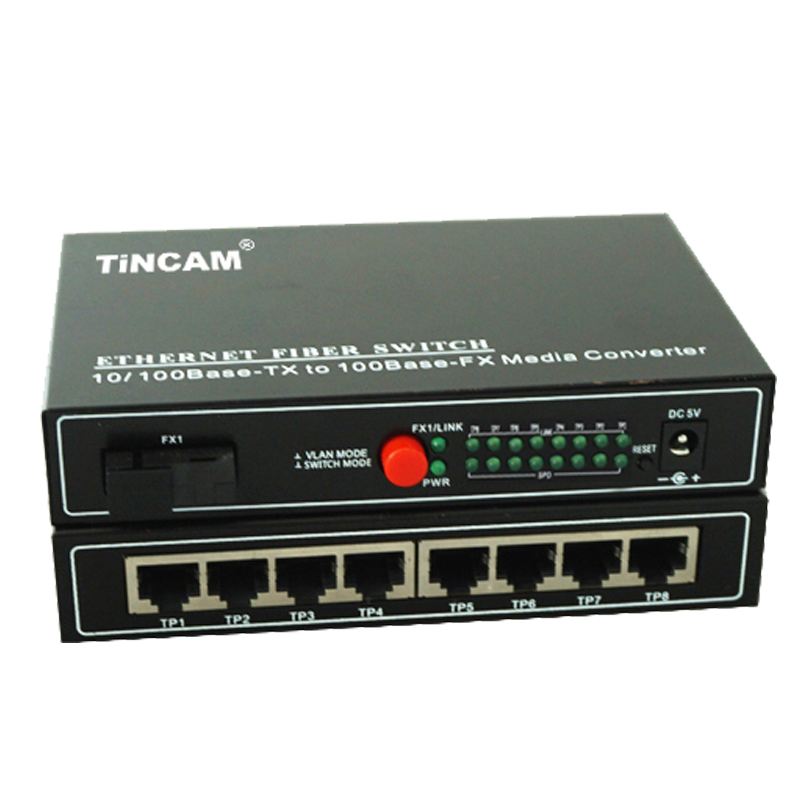 TiNCAM®
ETHERNET FIBER SWITCH
10/100Base-TX to 100Base-FX Media Converter
FX1
VLAN MODE
SWITCH MODE
FX1/LINK
PWR
SPD
RESET
DC 5V
TP1 TP2 TP3 TP4 TP5 TP6 TP7 TP8